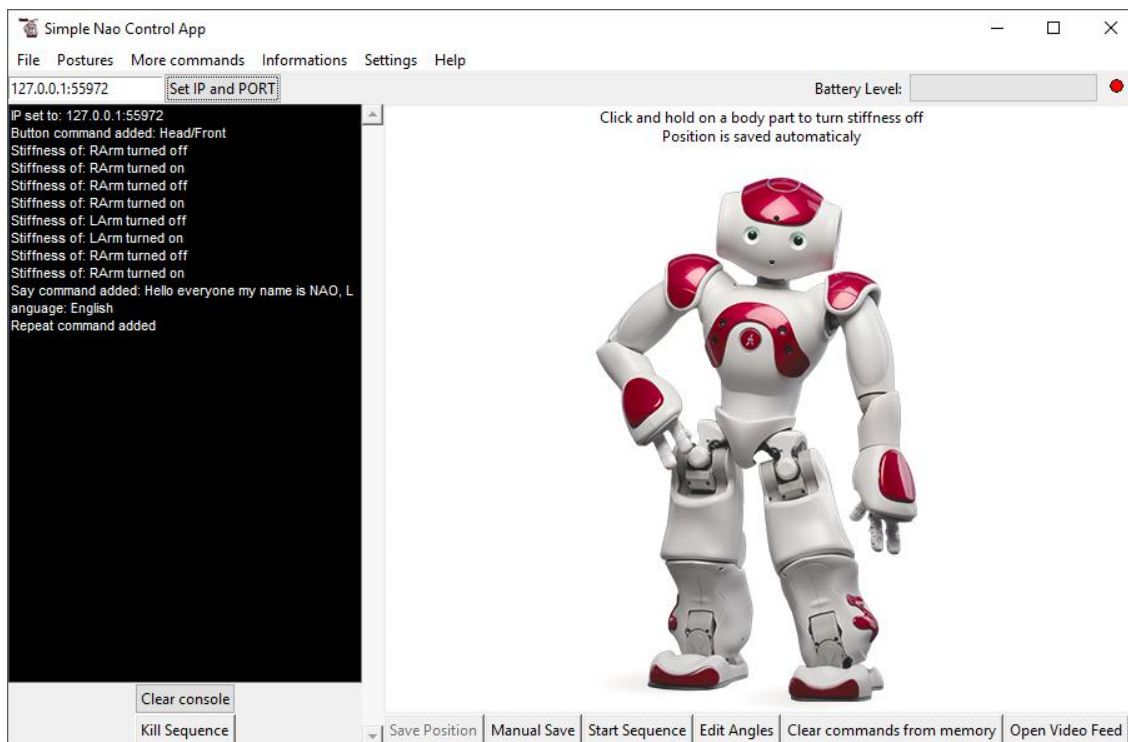 Simple Nao Control App
File Postures More commands Informations Settings Help
127.0.0.1:55972 Set IP and PORT Battery Level:
IP set to: 127.0.0.1:55972
Button command added: Head/Front
Stiffness of: RArm turned off
Stiffness of: RArm turned on
Stiffness of: RArm turned off
Stiffness of: RArm turned on
Stiffness of: LArm turned off
Stiffness of: LArm turned on
Stiffness of: RArm turned off
Stiffness of: RArm turned on
Say command added: Hello everyone my name is NAO, L
anguage: English
Repeat command added
Click and hold on a body part to turn stiffness off
Position is saved automaticaly
Clear console
Kill Sequence
Save Position Manual Save Start Sequence Edit Angles Clear commands from memory Open Video Feed